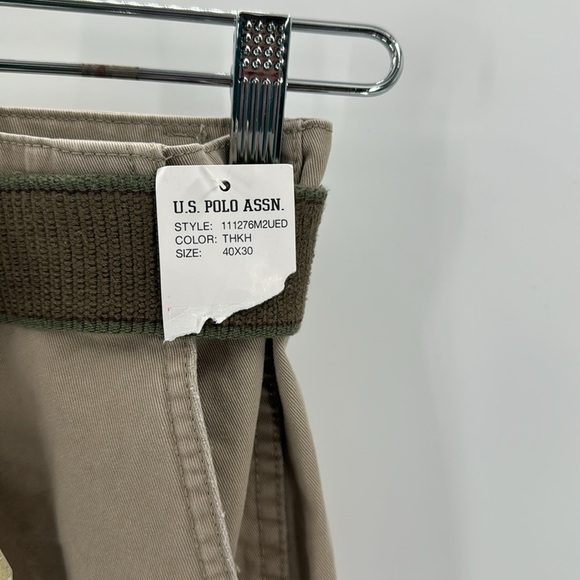 U.S. POLO ASSN.
STYLE: 111276M2UED
COLOR: THKH
SIZE: 40X30